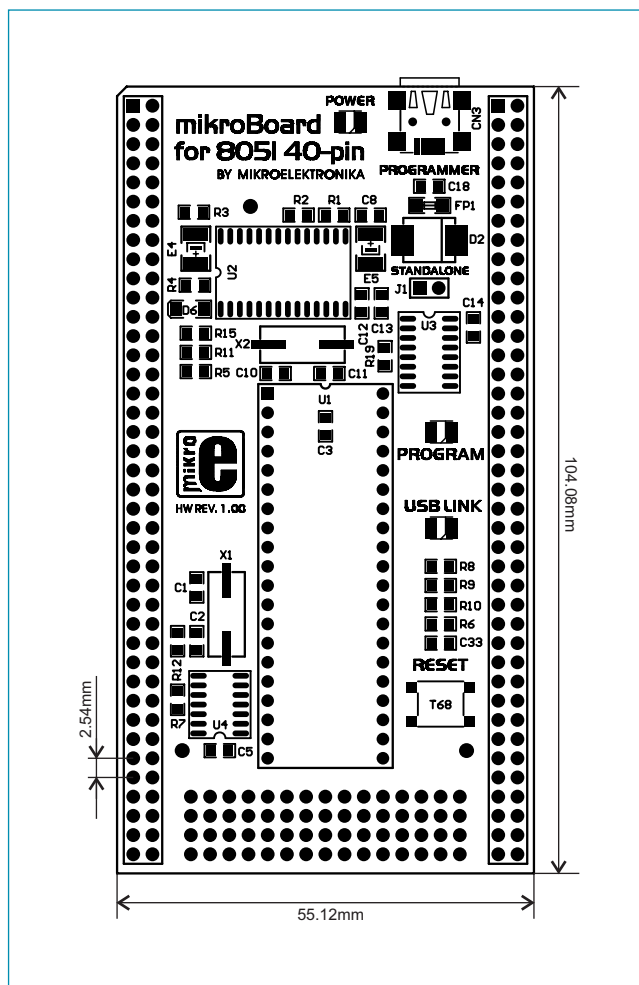 POWER
mikroBoard
for 8051 40-pin
BY MIKROELEKTRONIKA
CN3
PROGRAMMER
C18
FP1
R3
R2
R1
C8
D2
E4
U2
E5
STANDALONE
J1
R4
D6
C14
U3
R15
X2
C12
C13
R11
R19
R5
C10
C11
U1
C3
PROGRAM
mikro
e
HW REV. 1.00
USB LINK
104.08mm
X1
C1
R8
R9
C2
R10
R6
R12
C33
RESET
T68
R7
U4
C5
2.54mm
55.12mm